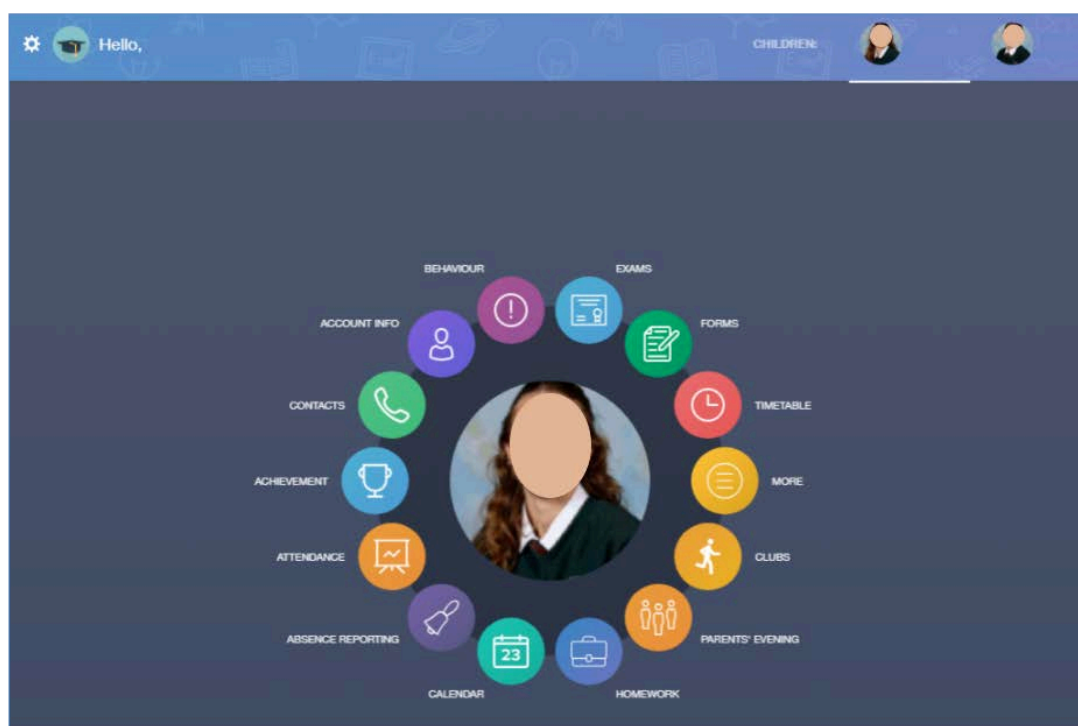 Hello,
CHILDREN:
BEHAVIOUR
EXAMS
ACCOUNT INFO
FORMS
CONTACTS
TIMETABLE
ACHIEVEMENT
MORE
ATTENDANCE
CLUBS
ABSENCE REPORTING
PARENTS' EVENING
23
CALENDAR
HOMEWORK